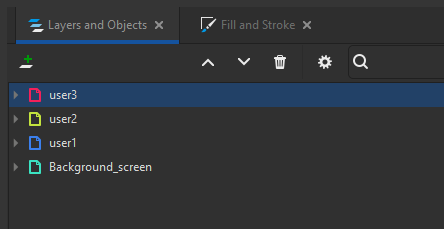 Layers and Objects
Fill and Stroke
user3
user2
user1
Background_screen